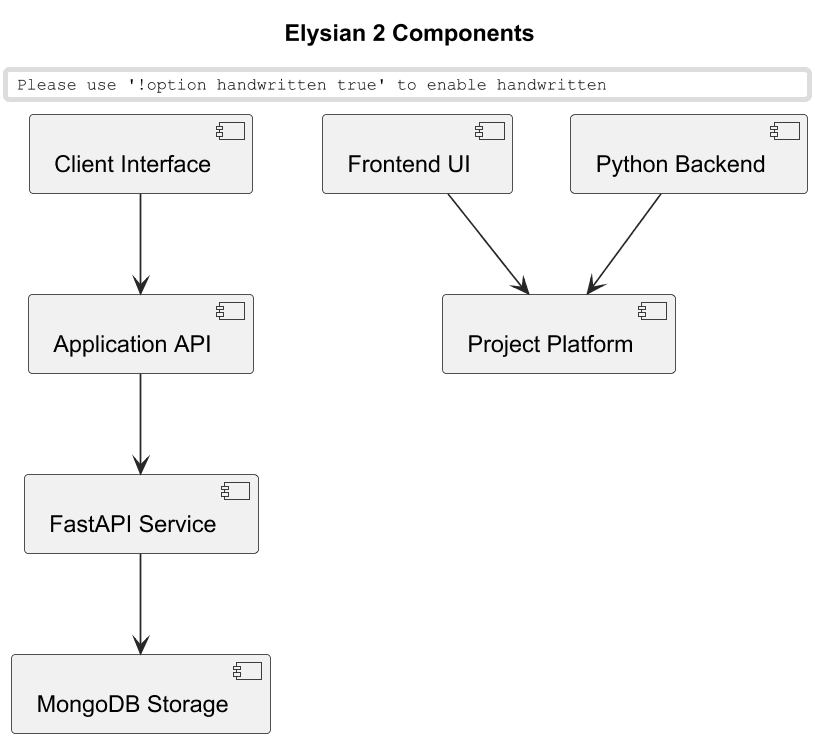 Elysian 2 Components
Please use '!option handwritten true' to enable handwritten
Client Interface
Frontend UI
Python Backend
Application API
Project Platform
FastAPI Service
MongoDB Storage